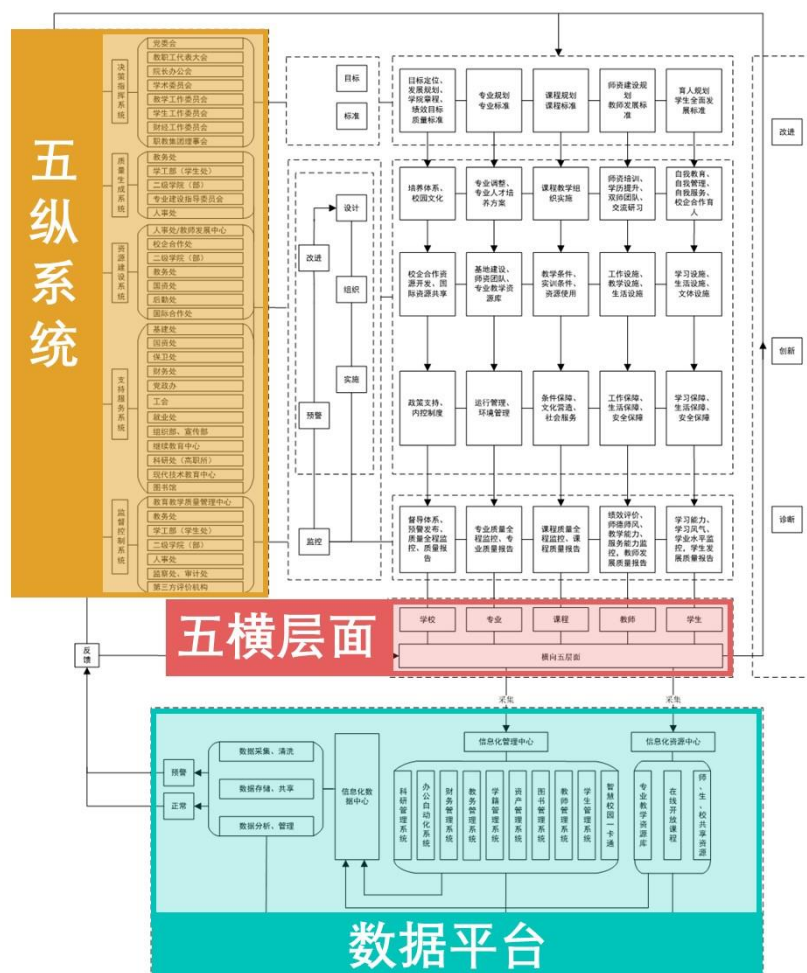 五纵系统
决策指挥系统
党委会
教职工代表大会
院长办公会
学术委员会
教学工作委员会
学生工作委员会
财经工作委员会
职教集团理事会
质量生成系统
教务处
学工部（学生处）
二级学院（部）
专业建设指导委员会
人事处
资源建设系统
人事处/教师发展中心
校企合作处
二级学院（部）
教务处
国资处
后勤处
国际合作处
支持服务系统
基建处
国资处
保卫处
财务处
党政办
工会
就业处
组织部、宣传部
继续教育中心
科研处（高职所）
现代技术教育中心
图书馆
监督控制系统
教育教学质量管理中心
教务处
学工部（学生处）
二级学院（部）
人事处
监察处、审计处
第三方评价机构
目标
标准
设计
改进
组织
实施
预警
监控
目标定位、
发展规划、
学院章程、
绩效目标
质量标准
专业规划
专业标准
课程规划
课程标准
师资建设规划
教师发展标准
育人规划
学生全面发展标准
培养体系、
校园文化
专业调整、
专业人才培养方案
课程教学组织实施
师资培训、
学历提升、
双师团队、
交流研习
自我教育、
自我管理、
自我服务、
校企合作育人
校企合作资源开发、国际资源共享
基地建设、
师资团队、
专业教学资源库
教学条件、
实训条件、
资源使用
工作设施、
教学设施、
生活设施
学习设施、
生活设施、
文体设施
政策支持、
内控制度
运行管理、
环境管理
条件保障、
文化营造、
社会服务
工作保障、
生活保障、
安全保障
学习保障、
生活保障、
安全保障
督导体系、
预警发布、
质量全程监控、质量报告
专业质量全程监控、专业质量报告
课程质量全程监控、课程质量报告
绩效评价、
师德师风、
教学能力、
服务能力监控，教师发展质量报告
学习能力、
学习风气、
学业水平监控，学生发展质量报告
改进
创新
诊断
五横层面
学校
专业
课程
教师
学生
横向五层面
反馈
采集
采集
预警
正常
数据采集、清洗
数据存储、共享
数据分析、管理
信息化数据中心
信息化管理中心
科研管理系统
办公自动化系统
财务管理系统
教务管理系统
学籍管理系统
资产管理系统
图书管理系统
教师管理系统
学生管理系统
智慧校园一卡通
信息化资源中心
专业教学资源库
在线开放课程
师、生、校共享资源
数据平台